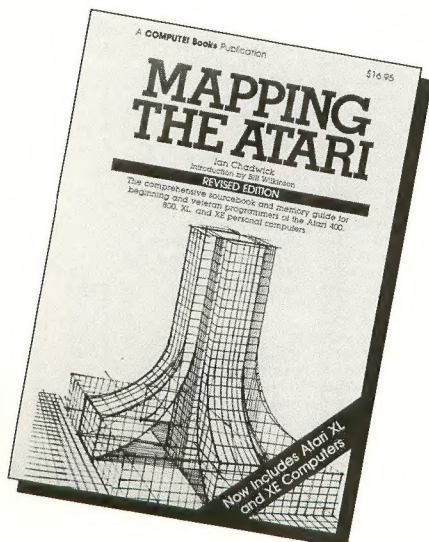 A COMPUTE! Books Publication
$16.95
MAPPING
THE ATARI
Ian Chadwick
Introduction by Bill Wilkinson
REVISED EDITION
The comprehensive sourcebook and memory guide for
beginning and veteran programmers of the Atari 400,
800, XL, and XE personal computers
Now Includes Atari XL
and XE Computers